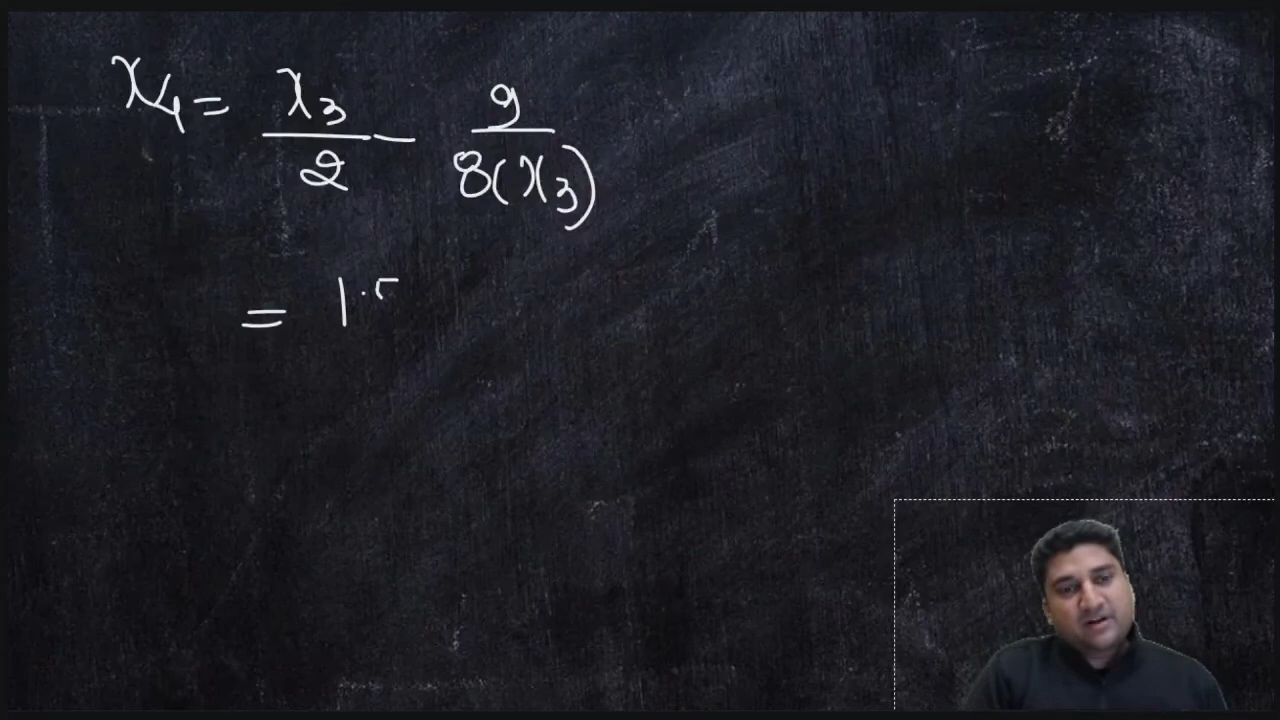 x₄ = x₃/2 - 9/8(x₃)
= 1.5